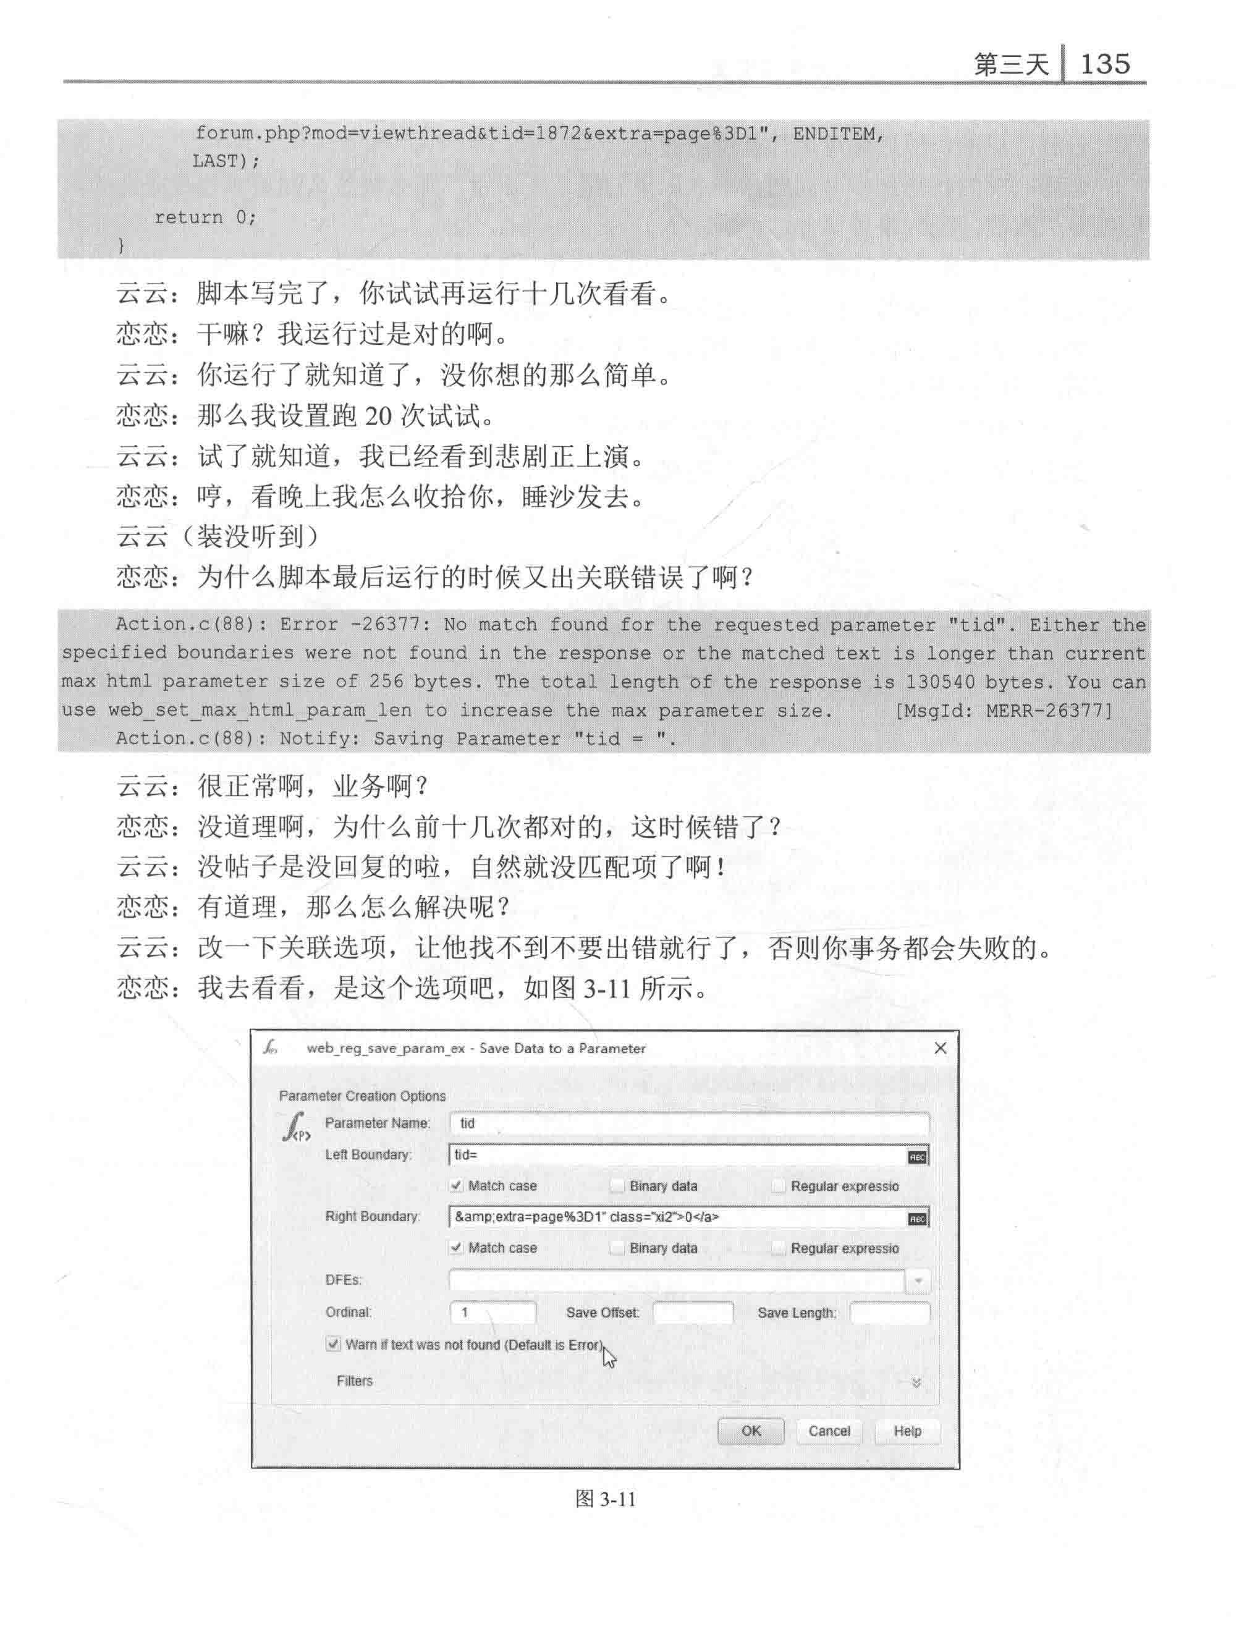 第三天 135
forum.php?mod=viewthread&tid=1872&extra=page%3D1", ENDITEM,
LAST);
return 0;
}
云云：脚本写完了，你试试再运行十几次看看。
恋恋：干嘛？我运行过是对的啊。
云云：你运行了就知道了，没你想的那么简单。
恋恋：那么我设置跑 20 次试试。
云云：试了就知道，我已经看到悲剧正上演。
恋恋：哼，看晚上我怎么收拾你，睡沙发去。
云云（装没听到）
恋恋：为什么脚本最后运行的时候又出关联错误了啊？
Action.c(88): Error -26377: No match found for the requested parameter "tid". Either the
specified boundaries were not found in the response or the matched text is longer than current
max html parameter size of 256 bytes. The total length of the response is 130540 bytes. You can
use web_set_max_html_param_len to increase the max parameter size. [MsgId: MERR-26377]
Action.c(88): Notify: Saving Parameter "tid = ".
云云：很正常啊，业务啊？
恋恋：没道理啊，为什么前十几次都对的，这时候错了？
云云：没帖子是没回复的啦，自然就没匹配项了啊！
恋恋：有道理，那么怎么解决呢？
云云：改一下关联选项，让他找不到不要出错就行了，否则你事务都会失败的。
恋恋：我去看看，是这个选项吧，如图 3-11 所示。
web_reg_save_param_ex - Save Data to a Parameter
Parameter Creation Options
Parameter Name: tid
Left Boundary: tid=
Match case Binary data Regular expressio
Right Boundary: &amp;extra=page%3D1" class="xi2">0</a>
Match case Binary data Regular expressio
DFEs:
Ordinal: 1 Save Offset: Save Length:
Warn if text was not found (Default is Error)
Filters
OK Cancel Help
图 3-11